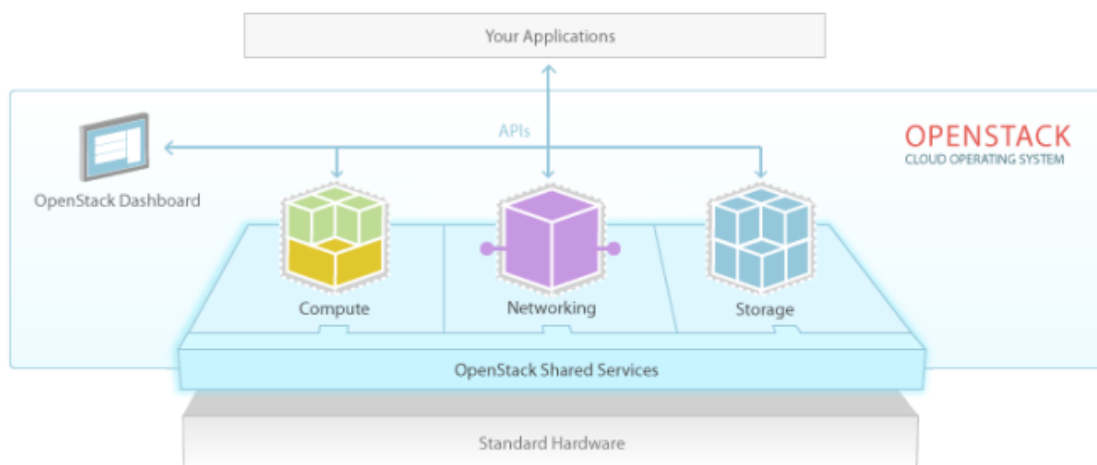 Your Applications
APIs
OPENSTACK
CLOUD OPERATING SYSTEM
OpenStack Dashboard
Compute
Networking
Storage
OpenStack Shared Services
Standard Hardware